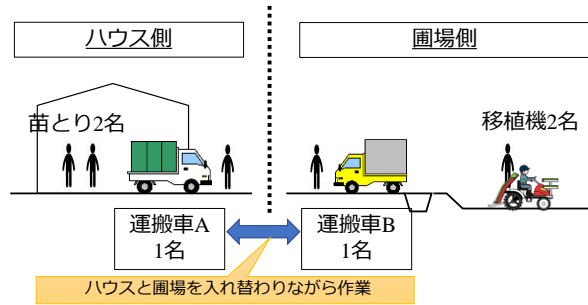 ハウス側
圃場側
苗とり2名
移植機2名
運搬車A
1名
運搬車B
1名
ハウスと圃場を入れ替わりながら作業